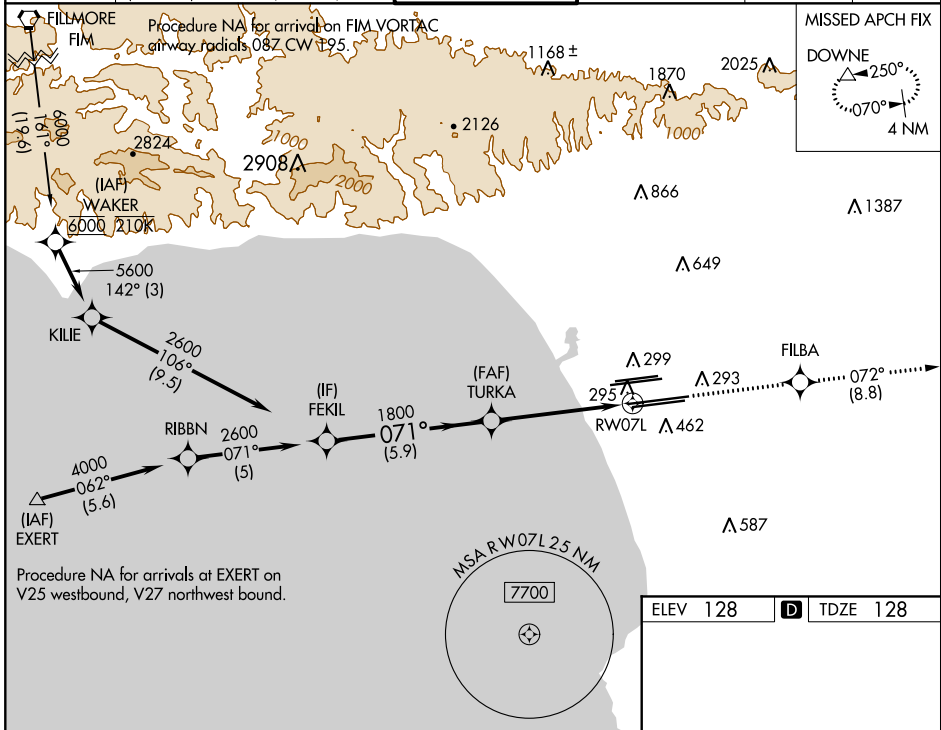 FILLMORE
FIM
Procedure NA for arrival on FIM VORTAC
airway radials 087 CW 195.
MISSED APCH FIX
DOWNE
250°
070°
4 NM
1168 ±
1870
2025
1000
6000
161°
(19.6)
2824
1000
2126
2908
2000
(IAF)
WAKER
6000 210K
866
1387
649
5600
142° (3)
KILIE
2600
106°
(9.5)
299
FILBA
(FAF)
TURKA
295
293
072°
(8.8)
(IF)
FEKIL
1800
071°
(5.9)
RW07L
462
RIBBN
2600
071°
(5)
4000
062°
(5.6)
(IAF)
EXERT
587
Procedure NA for arrivals at EXERT on
V25 westbound, V27 northwest bound.
MSA RW07L 25 NM
7700
ELEV 128 D TDZE 128